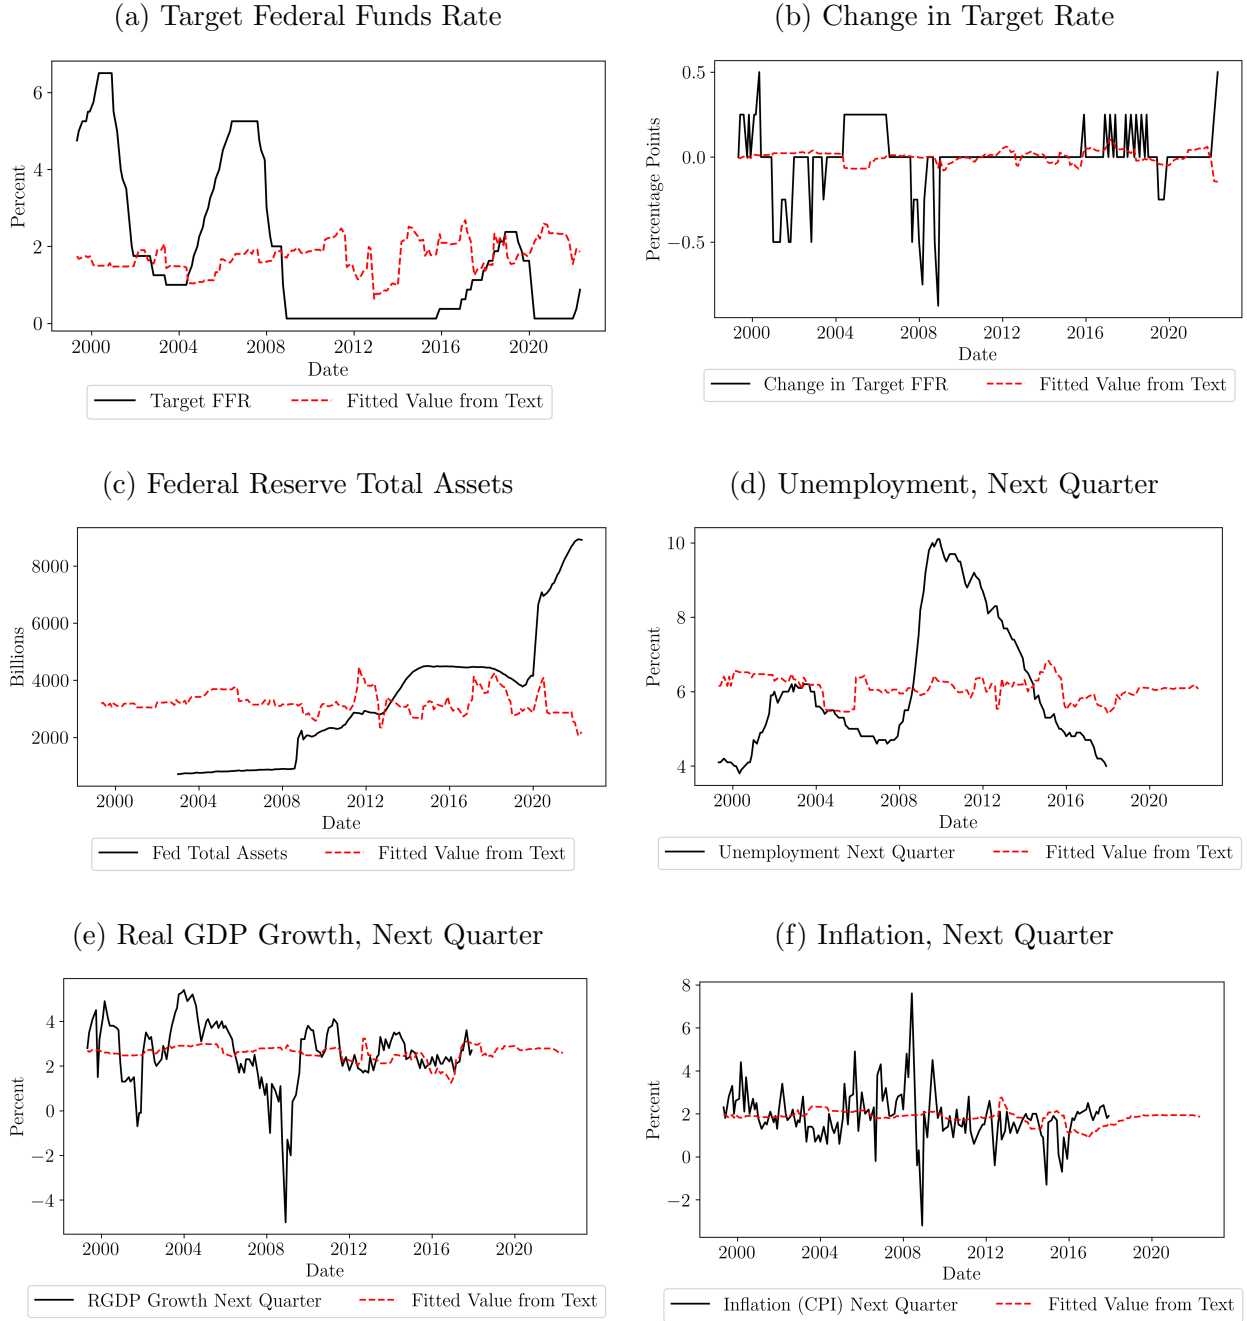 (a) Target Federal Funds Rate
6
4
2
0
Percent
2000 2004 2008 2012 2016 2020
Date
Target FFR Fitted Value from Text
(b) Change in Target Rate
0.5
0.0
−0.5
Percentage Points
2000 2004 2008 2012 2016 2020
Date
Change in Target FFR Fitted Value from Text
(c) Federal Reserve Total Assets
8000
6000
4000
2000
Billions
2000 2004 2008 2012 2016 2020
Date
Fed Total Assets Fitted Value from Text
(d) Unemployment, Next Quarter
10
8
6
4
Percent
2000 2004 2008 2012 2016 2020
Date
Unemployment Next Quarter Fitted Value from Text
(e) Real GDP Growth, Next Quarter
4
2
0
−2
−4
Percent
2000 2004 2008 2012 2016 2020
Date
RGDP Growth Next Quarter Fitted Value from Text
(f) Inflation, Next Quarter
8
6
4
2
0
−2
Percent
2000 2004 2008 2012 2016 2020
Date
Inflation (CPI) Next Quarter Fitted Value from Text